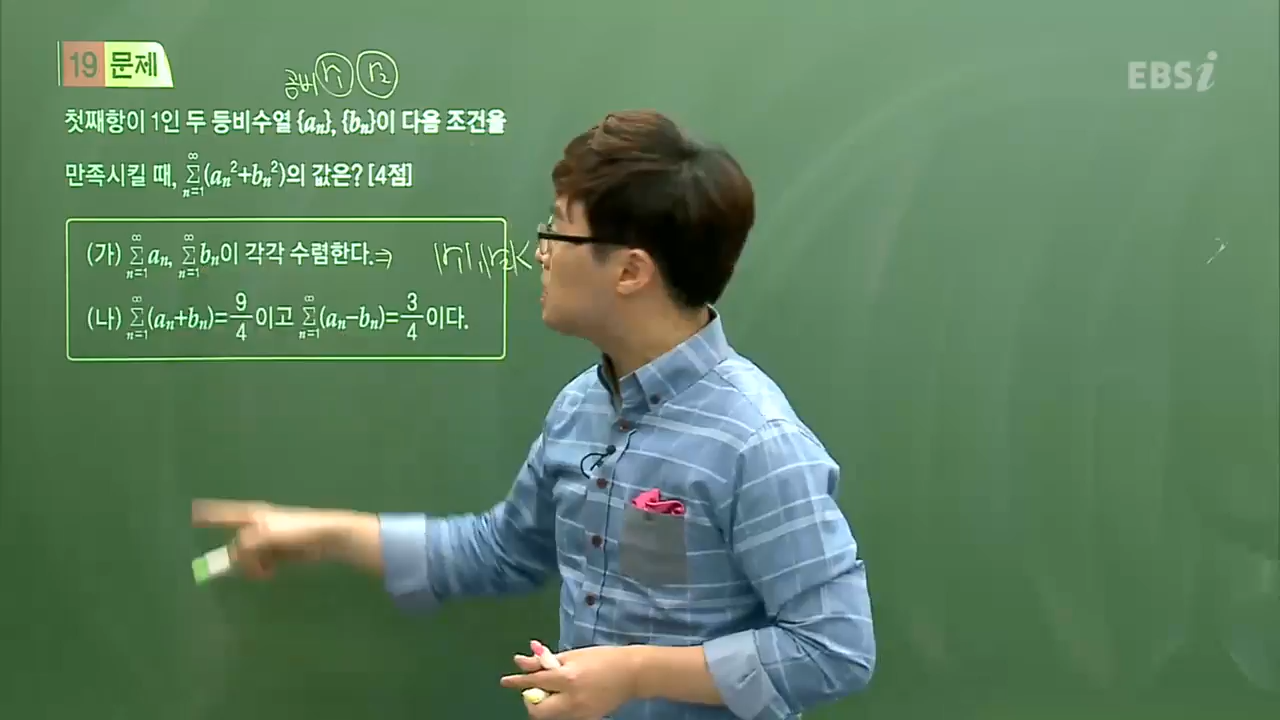 19 문제
EBSi
공비 r₁ r₂
첫째항이 1인 두 등비수열 {aₙ}, {bₙ}이 다음 조건을
만족시킬 때, ∑_{n=1}^{∞}(aₙ²+bₙ²)의 값은? [4점]
(가) ∑_{n=1}^{∞} aₙ, ∑_{n=1}^{∞} bₙ이 각각 수렴한다. ⇒ |r₁|,|r₂|<
(나) ∑_{n=1}^{∞}(aₙ+bₙ)=9/4이고 ∑_{n=1}^{∞}(aₙ-bₙ)=3/4이다.